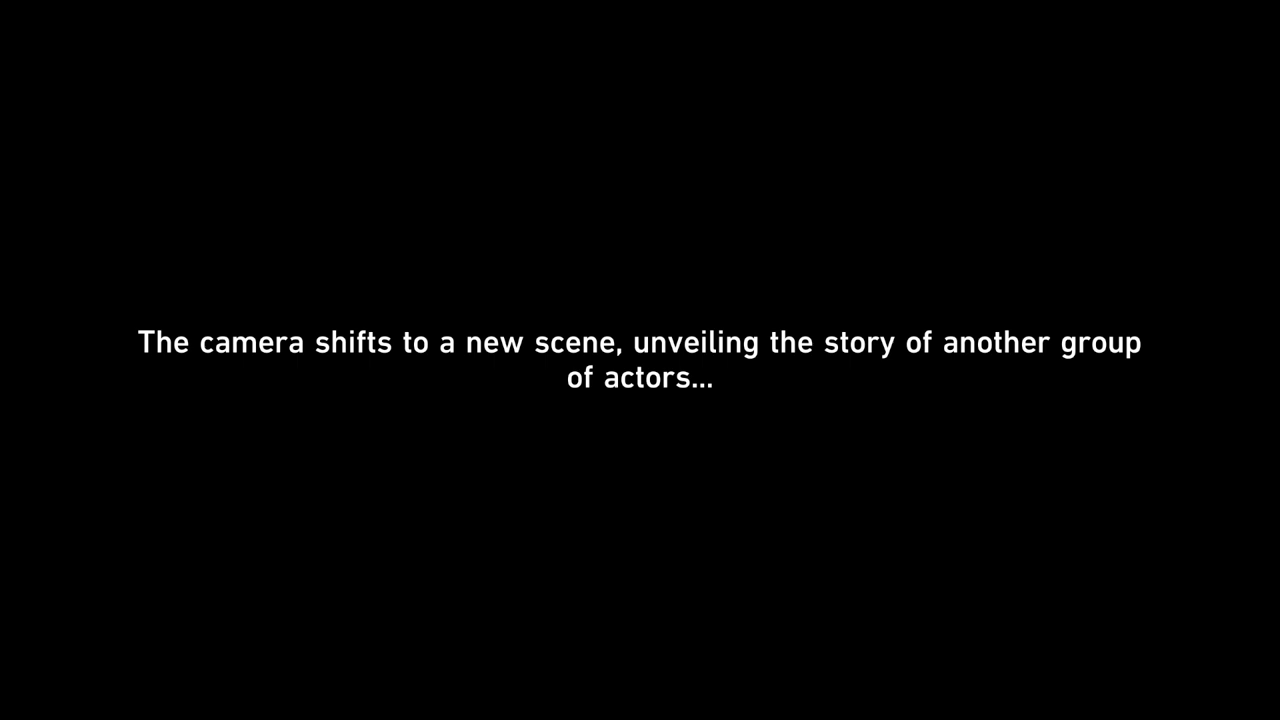 The camera shifts to a new scene, unveiling the story of another group
of actors...